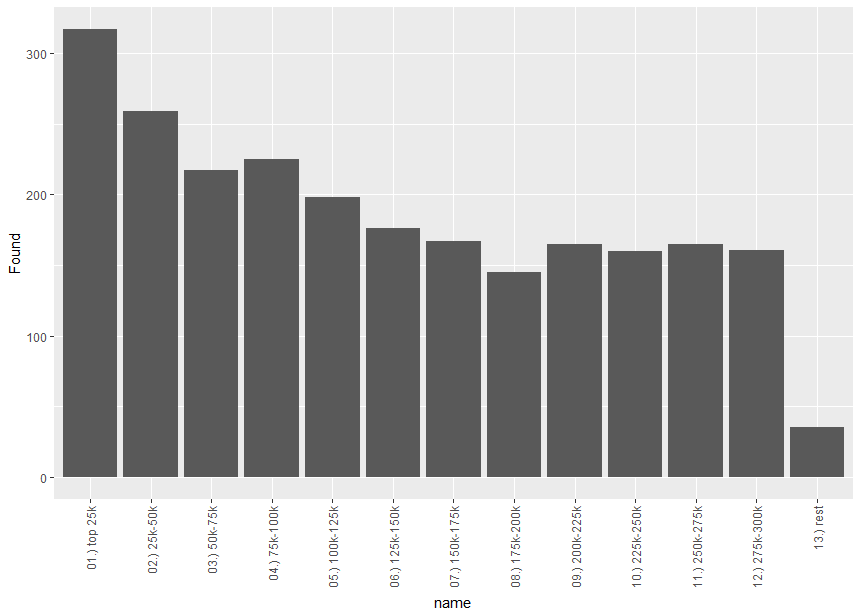 300
200
100
0
Found
01.) top 25k
02.) 25k-50k
03.) 50k-75k
04.) 75k-100k
05.) 100k-125k
06.) 125k-150k
07.) 150k-175k
08.) 175k-200k
09.) 200k-225k
10.) 225k-250k
11.) 250k-275k
12.) 275k-300k
13.) rest
name